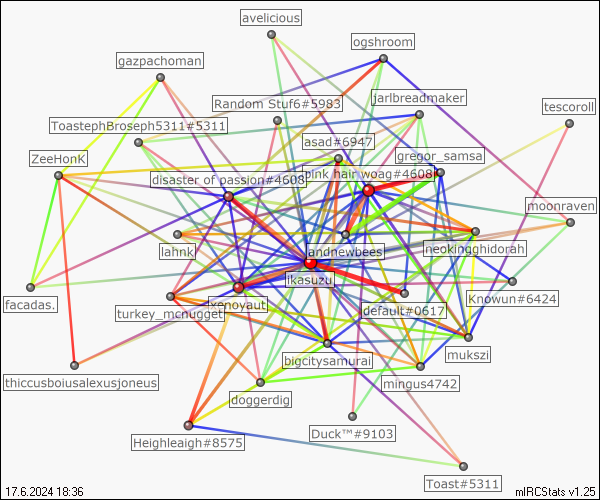 avelicious
ogshroom
gazpachoman
Random Stuf6#5983
jarlbreadmaker
tescoroll
ToastephBroseph5311#5311
asad#6947
ZeeHonK
gregor_samsa
disaster of passion#4608
pink hair woag#4608
moonraven
lahnk
andnewbees
neokingghidorah
ikasuzu
facadas.
turkey_mcnugget
xenoyaut
default#0617
Knowun#6424
bigcitysamurai
mukszi
thiccusboiusalexusjoneus
mingus4742
doggerdig
Heighleagh#8575
Duck™#9103
Toast#5311
17.6.2024 18:36
mIRCStats v1.25